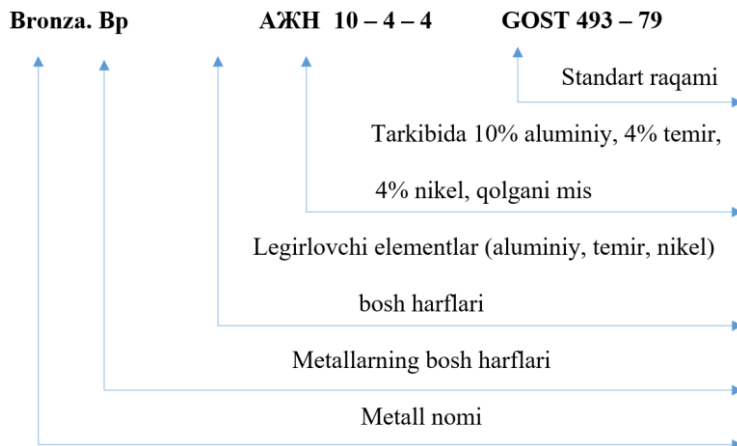 Bronza. Bp АЖН 10 – 4 – 4 GOST 493 – 79
Standart raqami
Tarkibida 10% aluminiy, 4% temir,
4% nikel, qolgani mis
Legirlovchi elementlar (aluminiy, temir, nikel)
bosh harflari
Metallarning bosh harflari
Metall nomi